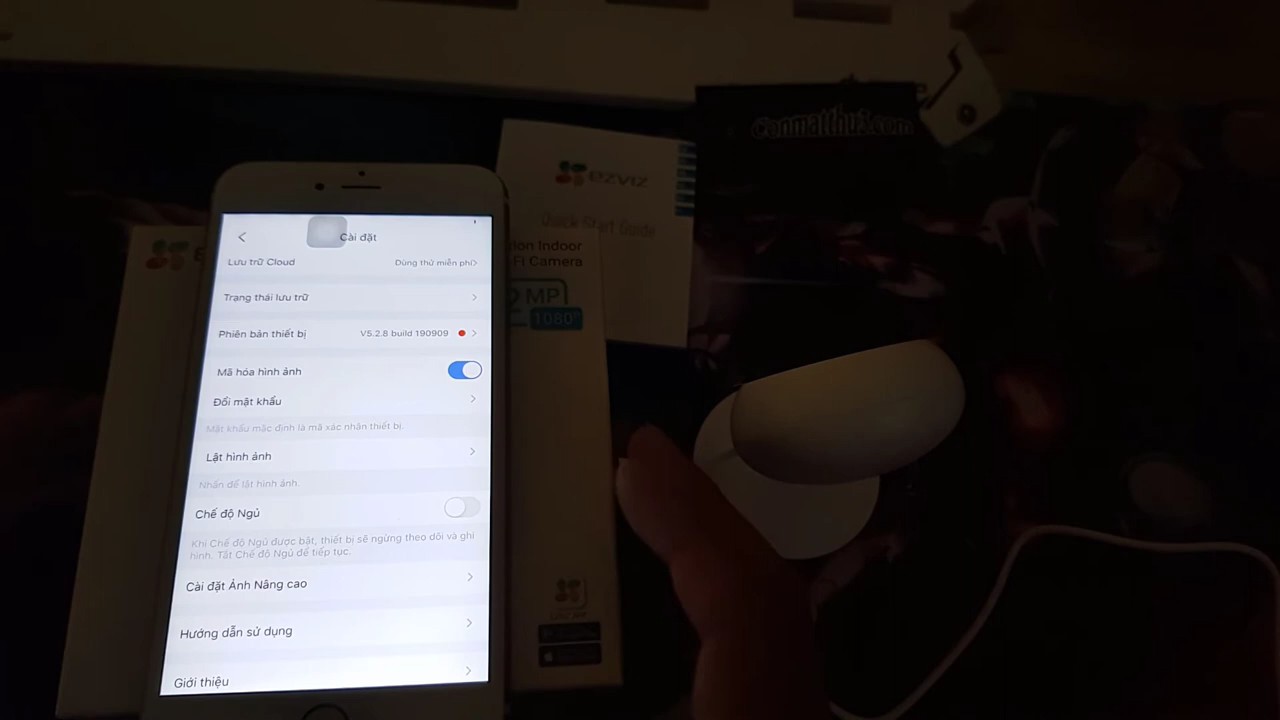 Conmatthu3.com
ezviz
Quick Start Guide
ion Indoor
Fi Camera
MP
1080P
Cài đặt
Lưu trữ Cloud
Dùng thử miễn phí
Trạng thái lưu trữ
Phiên bản thiết bị
V5.2.8 build 190909
Mã hóa hình ảnh
Đổi mật khẩu
Mật khẩu mặc định là mã xác nhận thiết bị.
Lật hình ảnh
Nhấn để lật hình ảnh.
Chế độ Ngủ
Khi Chế độ Ngủ được bật, thiết bị sẽ ngừng theo dõi và ghi
hình. Tắt Chế độ Ngủ để tiếp tục.
Cài đặt Ảnh Nâng cao
Hướng dẫn sử dụng
Giới thiệu